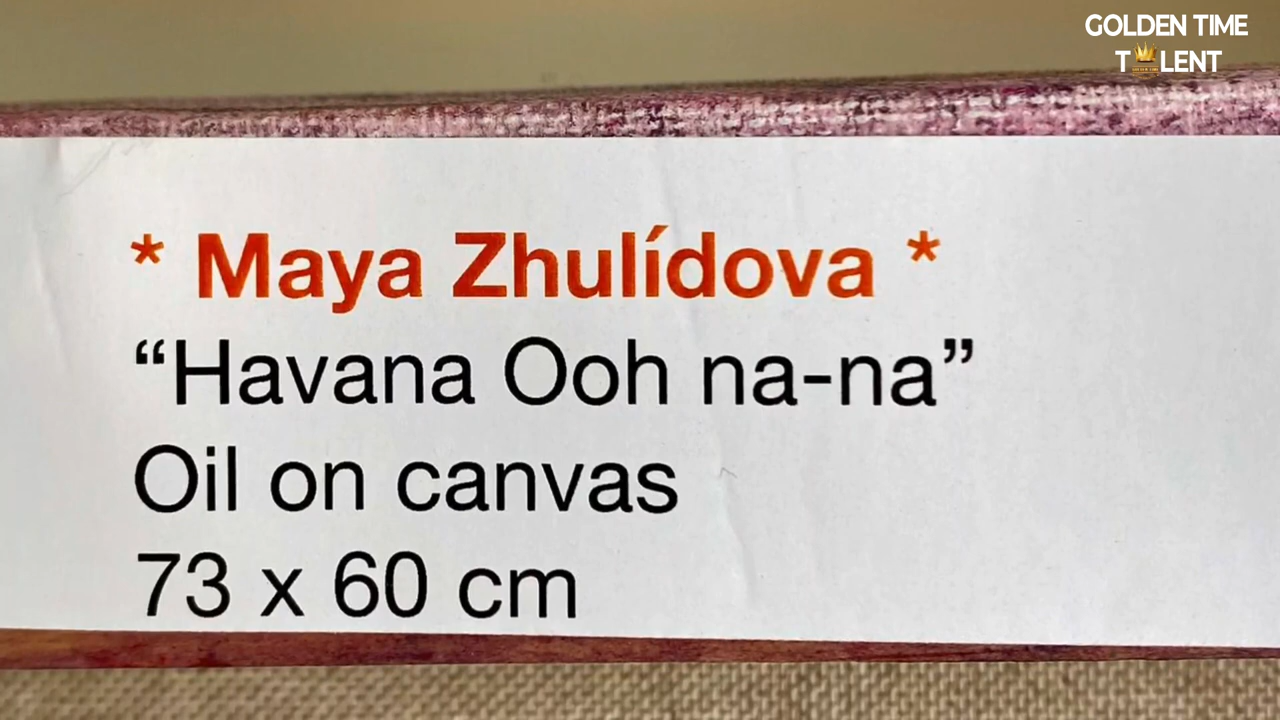 GOLDEN TIME
TALENT
* Maya Zhulídova *
“Havana Ooh na-na”
Oil on canvas
73 x 60 cm